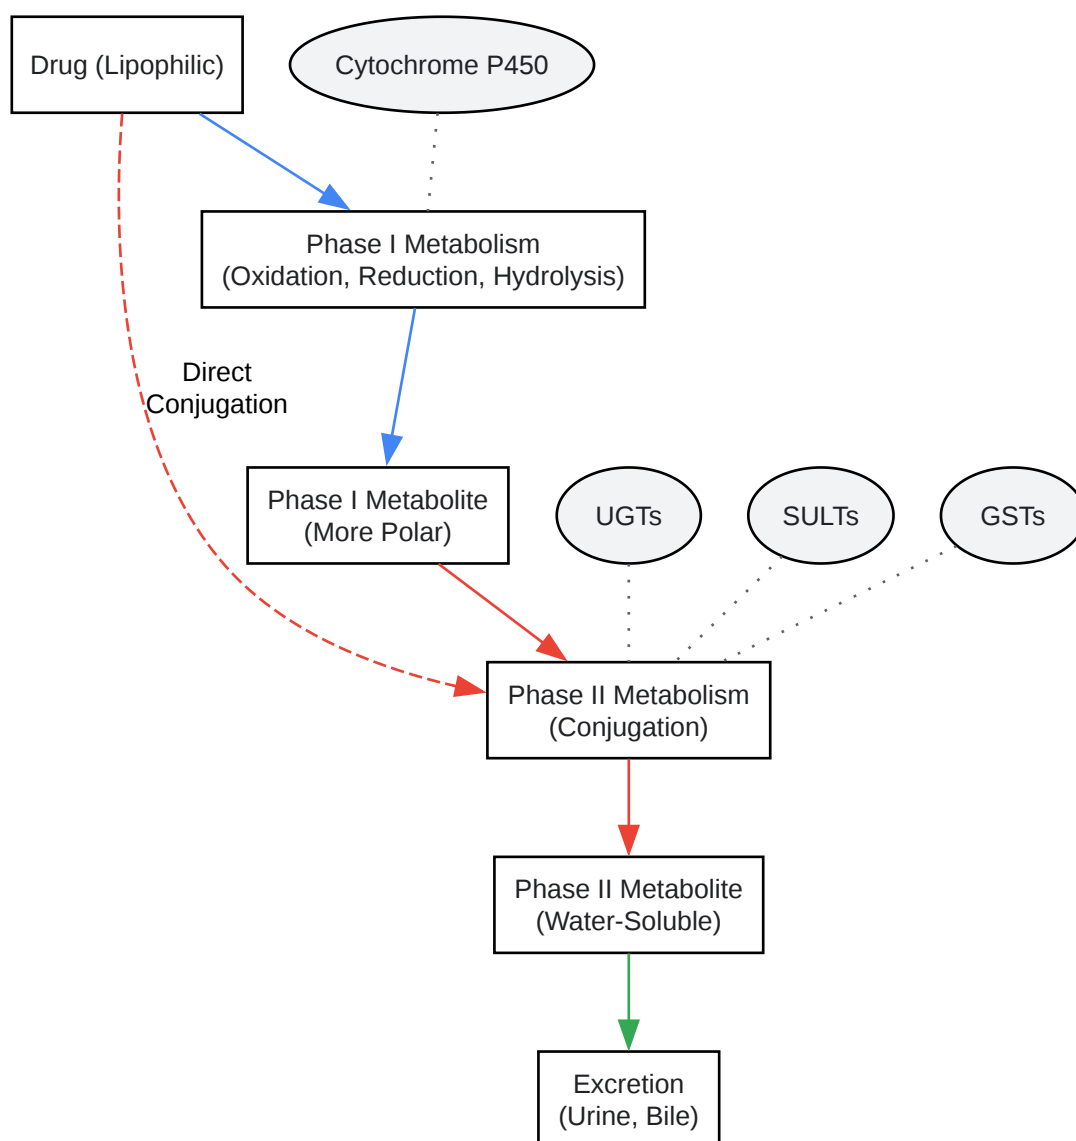 Drug (Lipophilic)
Cytochrome P450
Phase I Metabolism
(Oxidation, Reduction, Hydrolysis)
Direct
Conjugation
Phase I Metabolite
(More Polar)
UGTs
SULTs
GSTs
Phase II Metabolism
(Conjugation)
Phase II Metabolite
(Water-Soluble)
Excretion
(Urine, Bile)